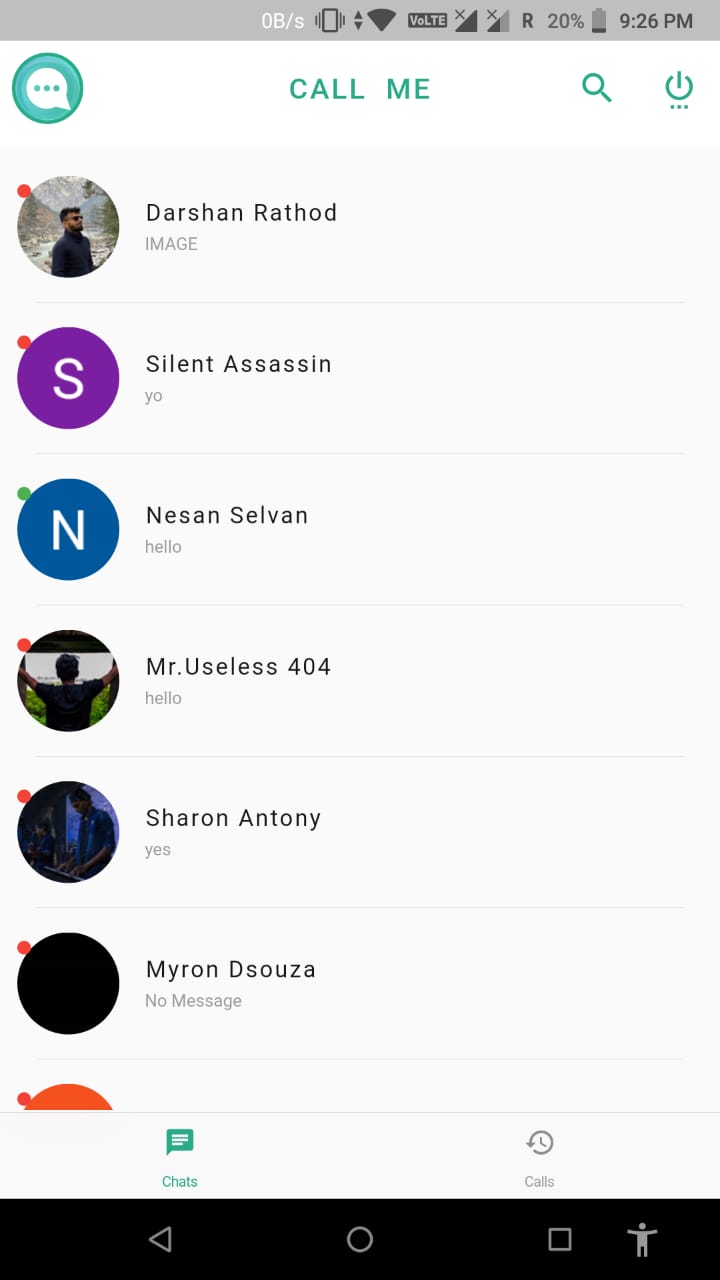 0B/s VoLTE R 20% 9:26 PM
CALL ME
Darshan Rathod
IMAGE
S
Silent Assassin
yo
N
Nesan Selvan
hello
Mr.Useless 404
hello
Sharon Antony
yes
Myron Dsouza
No Message
Chats
Calls